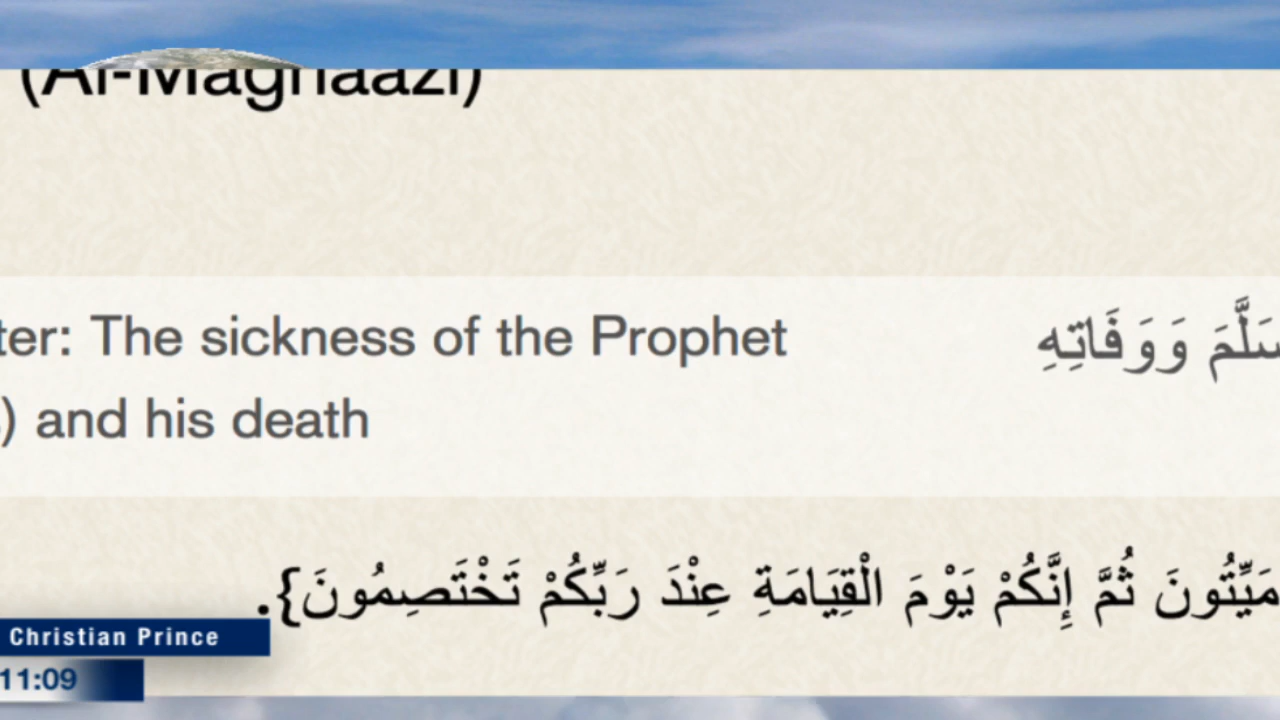 (Al-Maghaazi)
ter: The sickness of the Prophet
سَلَّمَ وَوَفَاتِهِ
) and his death
مَيِّتُونَ ثُمَّ إِنَّكُمْ يَوْمَ الْقِيَامَةِ عِنْدَ رَبِّكُمْ تَخْتَصِمُونَ}.
Christian Prince
11:09